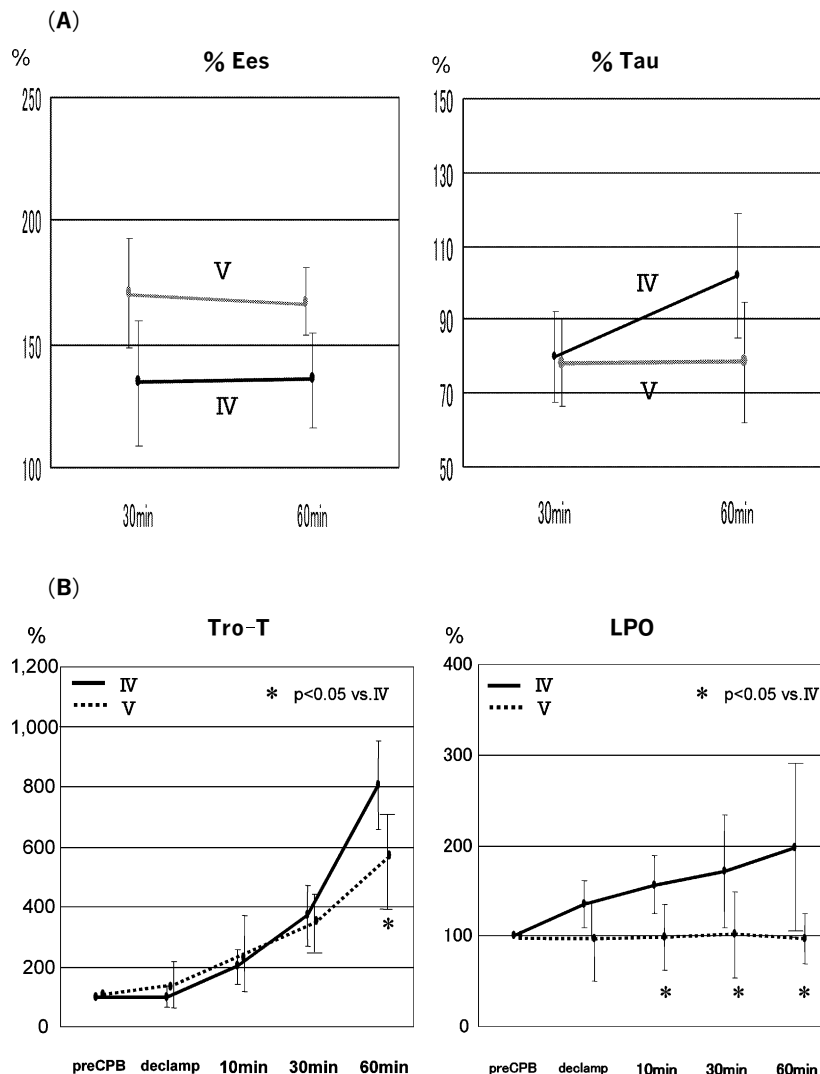 (A)
% % Ees
% % Tau
250
200
150
100
V
IV
30min 60min
150
130
110
90
70
50
IV
V
30min 60min
(B)
Tro-T
%
1,200
1,000
800
600
400
200
0
IV
V
* p<0.05 vs.IV
*
preCPB declamp 10min 30min 60min
LPO
%
400
300
200
100
0
IV
V
* p<0.05 vs.IV
* * *
preCPB declamp 10min 30min 60min